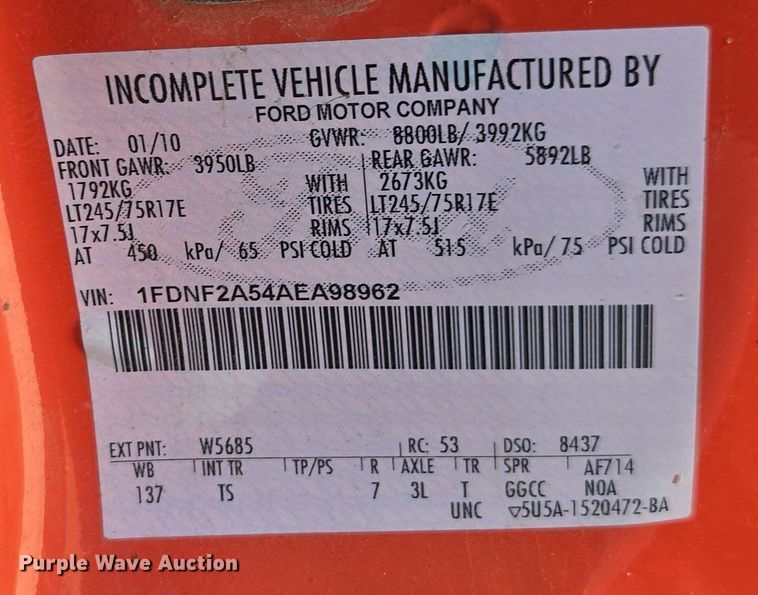 INCOMPLETE VEHICLE MANUFACTURED BY
FORD MOTOR COMPANY
DATE: 01/10 GVWR: 8800LB/ 3992KG
FRONT GAWR: 3950LB REAR GAWR: 5892LB
1792KG WITH 2673KG WITH
LT245/75R17E TIRES LT245/75R17E TIRES
17x7.5J RIMS 17x7.5J RIMS
AT 450 kPa/ 65 PSI COLD AT 515 kPa/ 75 PSI COLD
VIN: 1FDNF2A54AEA98962
EXT PNT: W5685 RC: 53 DSO: 8437
WB INT TR TP/PS R AXLE TR SPR AF714
137 TS 7 3L T GGCC NOA
UNC ▽5U5A-1520472-BA
Purple Wave Auction